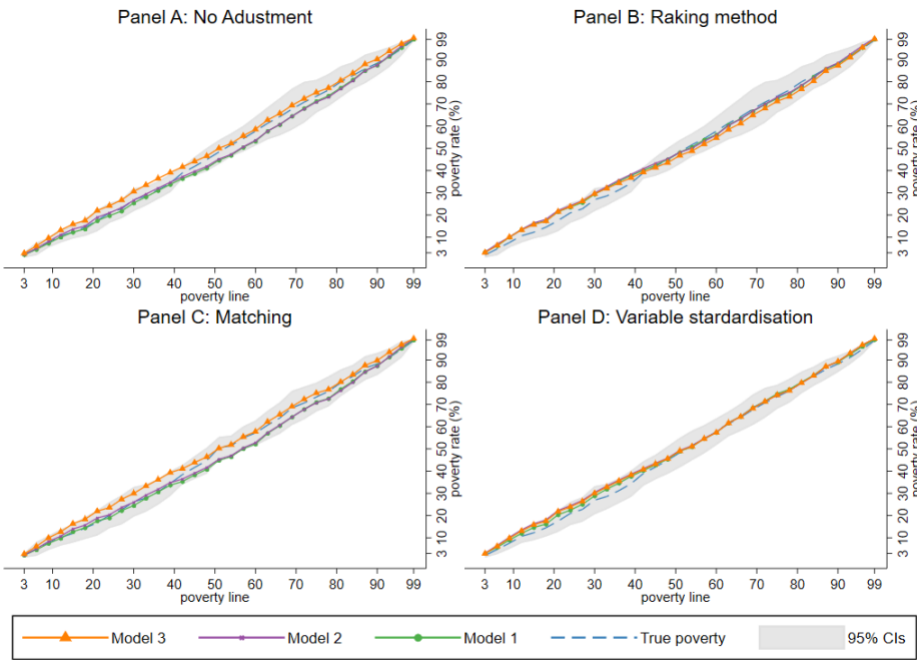 Panel A: No Adustment
Panel B: Raking method
3 10 20 30 40 50 60 70 80 90 99
poverty rate (%)
3 10 20 30 40 50 60 70 80 90 99
poverty rate (%)
3 10 20 30 40 50 60 70 80 90 99
poverty line
3 10 20 30 40 50 60 70 80 90 99
poverty line
Panel C: Matching
Panel D: Variable stardardisation
3 10 20 30 40 50 60 70 80 90 99
poverty rate (%)
3 10 20 30 40 50 60 70 80 90 99
poverty rate (%)
3 10 20 30 40 50 60 70 80 90 99
poverty line
3 10 20 30 40 50 60 70 80 90 99
poverty line
Model 3 Model 2 Model 1 True poverty 95% CIs